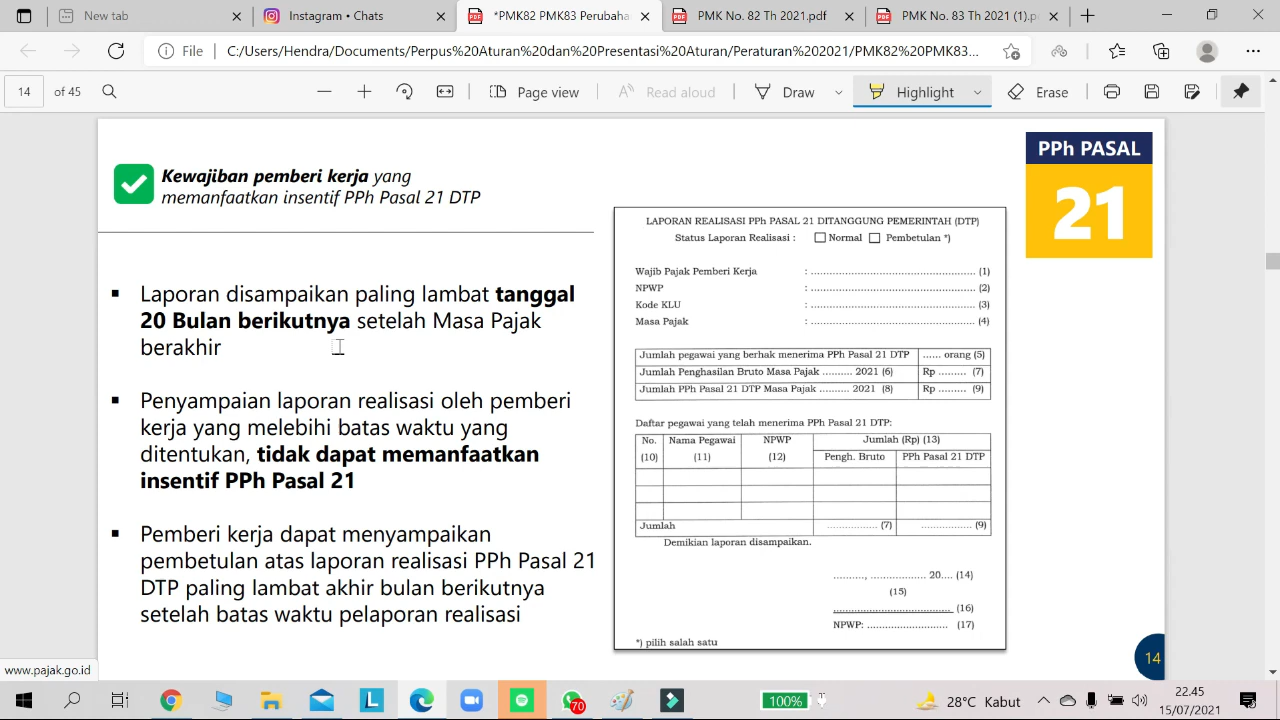 New tab
Instagram • Chats
*PMK82 PMK83 Perubaha
No. 82 Th 2021 (1).pdf
PMK No. 83 Th 2021 (1).pc
File
C:/Users/Hendra/Documents/Perpus%20Aturan%20dan%20Presentasi%20Aturan/Peraturan%202021/PMK82%20PMK83...
14 of 45
Page view
Read aloud
Draw
Highlight
Erase
Kewajiban pemberi kerja yang
memanfaatkan insentif PPh Pasal 21 DTP
PPh PASAL
21
Laporan disampaikan paling lambat tanggal
20 Bulan berikutnya setelah Masa Pajak
berakhir
Penyampaian laporan realisasi oleh pemberi
kerja yang melebihi batas waktu yang
ditentukan, tidak dapat memanfaatkan
insentif PPh Pasal 21
Pemberi kerja dapat menyampaikan
pembetulan atas laporan realisasi PPh Pasal 21
DTP paling lambat akhir bulan berikutnya
setelah batas waktu pelaporan realisasi
LAPORAN REALISASI PPh PASAL 21 DITANGGUNG PEMERINTAH (DTP)
Status Laporan Realisasi : Normal Pembetulan *)
Wajib Pajak Pemberi Kerja : .................................................. (1)
NPWP : .................................................. (2)
Kode KLU : .................................................. (3)
Masa Pajak : .................................................. (4)
Jumlah pegawai yang berhak menerima PPh Pasal 21 DTP ...... orang (5)
Jumlah Penghasilan Bruto Masa Pajak .......... 2021 (6) Rp ......... (7)
Jumlah PPh Pasal 21 DTP Masa Pajak ......... 2021 (8) Rp ......... (9)
Daftar pegawai yang telah menerima PPh Pasal 21 DTP:
No. Nama Pegawai NPWP Jumlah (Rp) (13)
(10) (11) (12) Pengh. Bruto PPh Pasal 21 DTP
Jumlah ................ (7) ................ (9)
Demikian laporan disampaikan.
.........., .................. 20.... (14)
(15)
..................................... (16)
NPWP: ......................... (17)
*) pilih salah satu
14
www.pajak.go.id
70
100%
28°C Kabut
22.45
15/07/2021